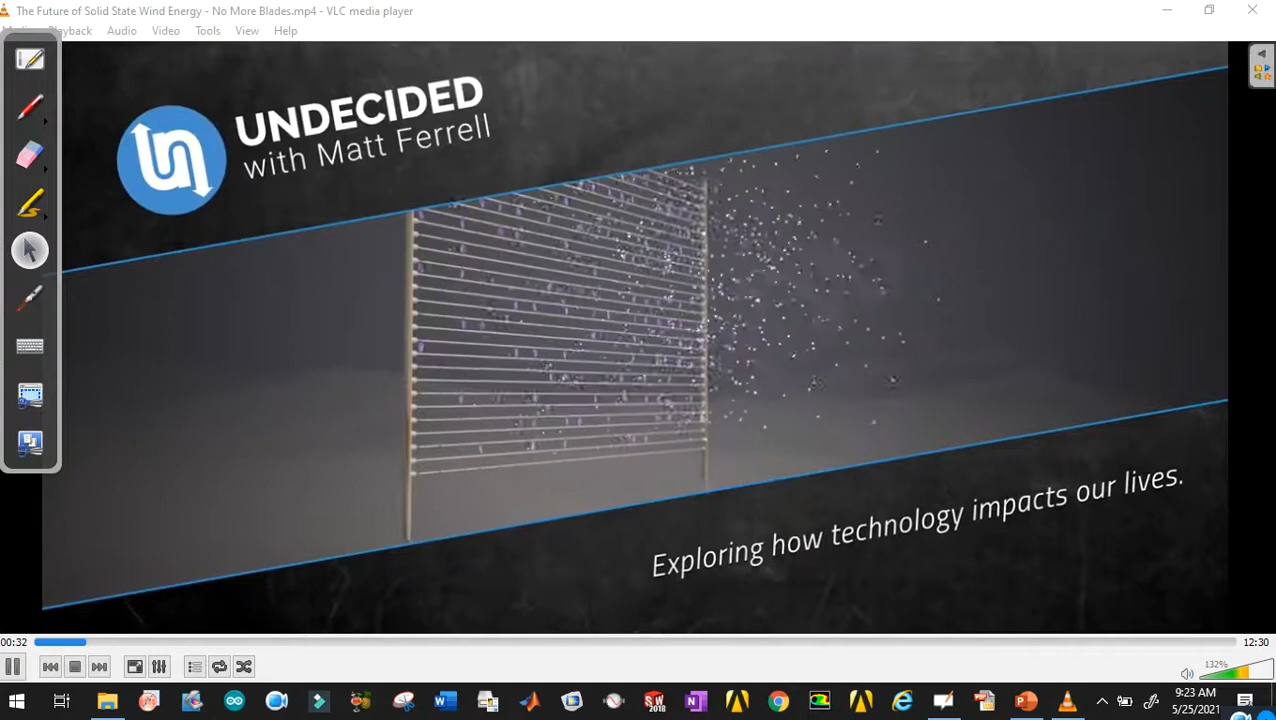 The Future of Solid State Wind Energy - No More Blades.mp4 - VLC media player
Playback Audio Video Tools View Help
UNDECIDED
with Matt Ferrell
Exploring how technology impacts our lives.
00:32
12:30
132%
SW
2018
9:23 AM
5/25/2021